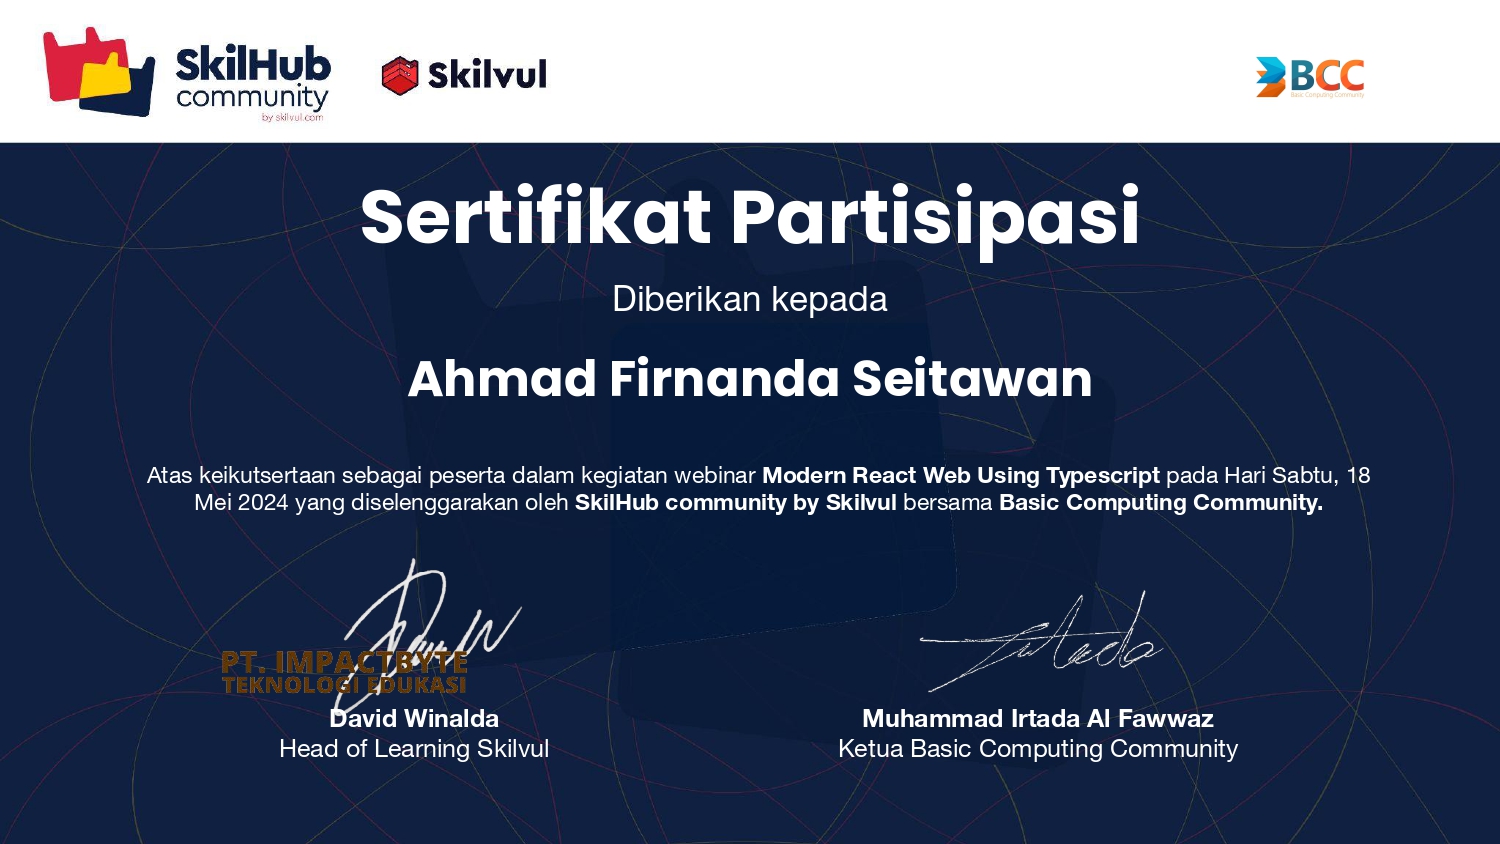 SkilHub
community
by skilvul.com
Skilvul
BCC
Basic Computing Community
Sertifikat Partisipasi
Diberikan kepada
Ahmad Firnanda Seitawan
Atas keikutsertaan sebagai peserta dalam kegiatan webinar Modern React Web Using Typescript pada Hari Sabtu, 18
Mei 2024 yang diselenggarakan oleh SkilHub community by Skilvul bersama Basic Computing Community.
PT. IMPACTBYTE
TEKNOLOGI EDUKASI
David Winalda
Head of Learning Skilvul
Muhammad Irtada Al Fawwaz
Ketua Basic Computing Community